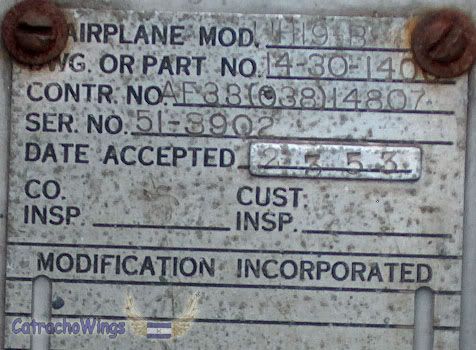 AIRPLANE MOD. H19-B
DWG. OR PART NO. 14-30-1400
CONTR. NO. AF33(038)14807
SER. NO. 51-3902
DATE ACCEPTED 2.3.53
CO. CUST.
INSP. INSP.
MODIFICATION INCORPORATED
CatrachoWings